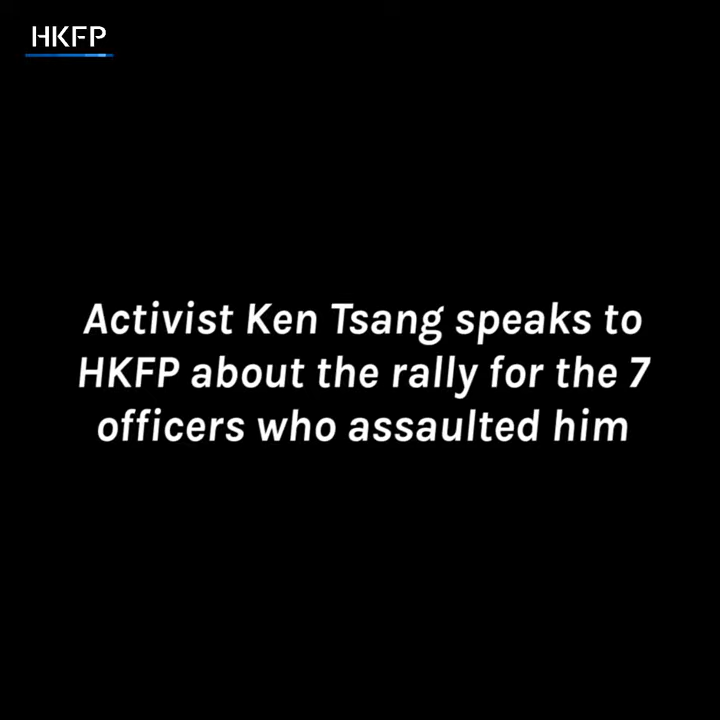 HKFP
Activist Ken Tsang speaks to
HKFP about the rally for the 7
officers who assaulted him